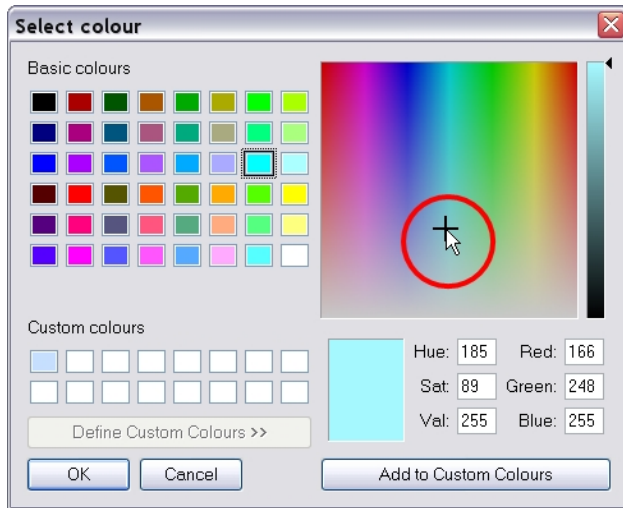 Select colour
Basic colours
Custom colours
Define Custom Colours >>
OK
Cancel
Hue: 185
Red: 166
Sat: 89
Green: 248
Val: 255
Blue: 255
Add to Custom Colours